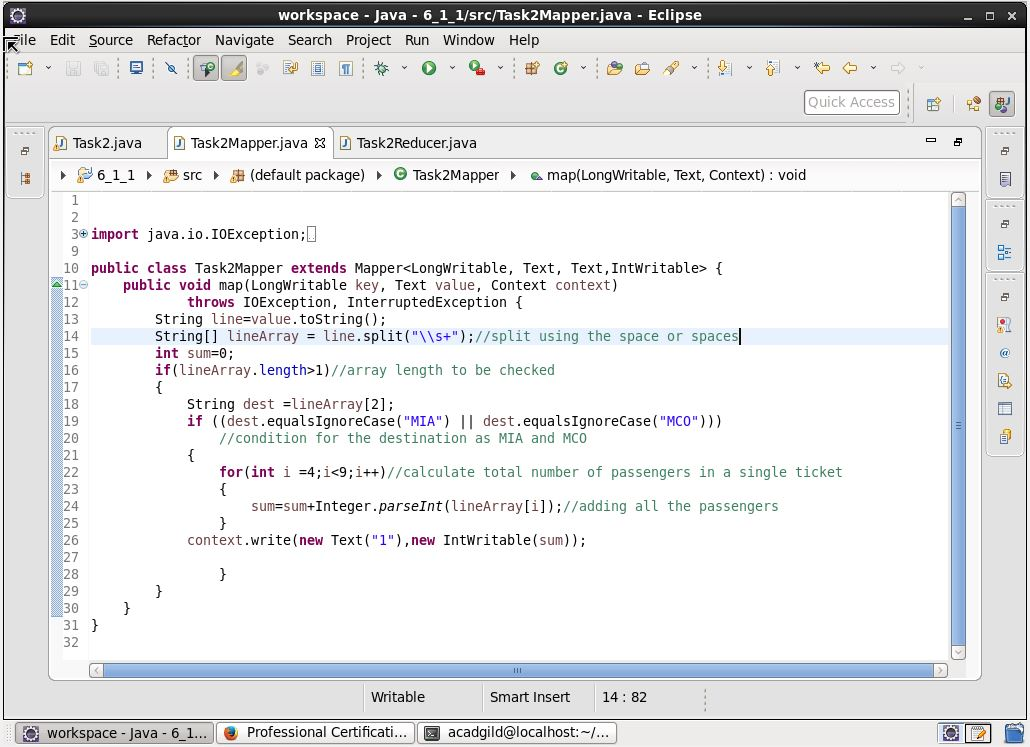 workspace - Java - 6_1_1/src/Task2Mapper.java - Eclipse
File Edit Source Refactor Navigate Search Project Run Window Help
Quick Access
Task2.java Task2Mapper.java Task2Reducer.java
6_1_1 src (default package) Task2Mapper map(LongWritable, Text, Context) : void
1
2
3 import java.io.IOException;
9
10 public class Task2Mapper extends Mapper<LongWritable, Text, Text,IntWritable> {
11 public void map(LongWritable key, Text value, Context context)
12 throws IOException, InterruptedException {
13 String line=value.toString();
14 String[] lineArray = line.split("\\s+");//split using the space or spaces
15 int sum=0;
16 if(lineArray.length>1)//array length to be checked
17 {
18 String dest =lineArray[2];
19 if ((dest.equalsIgnoreCase("MIA") || dest.equalsIgnoreCase("MCO")))
20 //condition for the destination as MIA and MCO
21 {
22 for(int i =4;i<9;i++)//calculate total number of passengers in a single ticket
23 {
24 sum=sum+Integer.parseInt(lineArray[i]);//adding all the passengers
25 }
26 context.write(new Text("1"),new IntWritable(sum));
27
28 }
29 }
30 }
31 }
32
Writable Smart Insert 14 : 82
workspace - Java - 6_1... Professional Certificati... acadgild@localhost:~/...